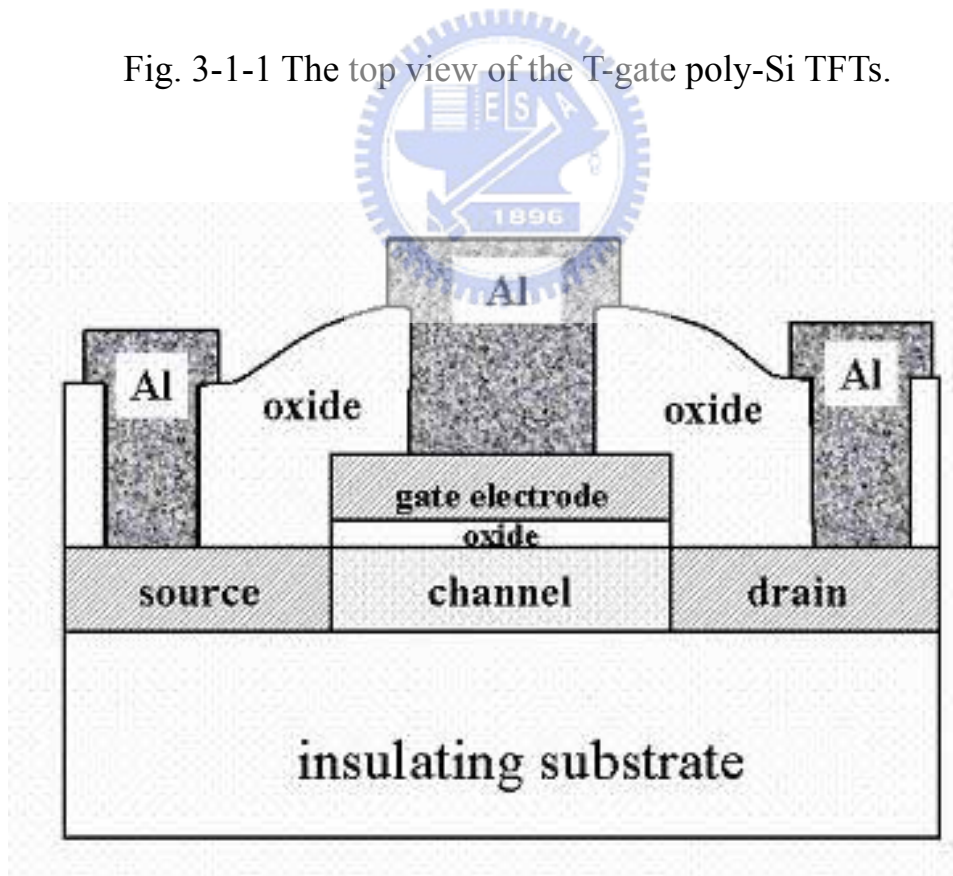 Fig. 3-1-1 The top view of the T-gate poly-Si TFTs.
E S A
1896
Al
Al
Al
oxide
oxide
gate electrode
oxide
source channel drain
insulating substrate